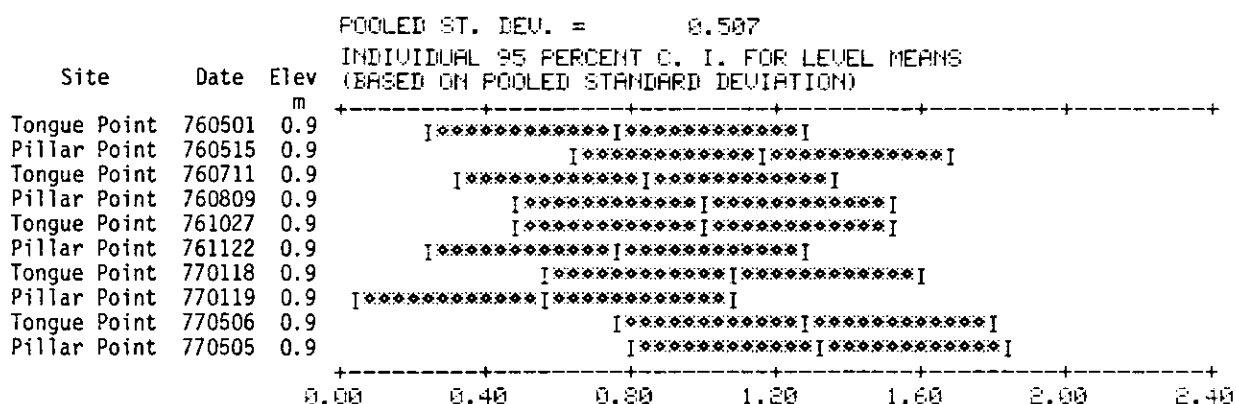 POOLED ST. DEV. = 0.507
INDIVIDUAL 95 PERCENT C. I. FOR LEVEL MEANS
Site Date Elev (BASED ON POOLED STANDARD DEVIATION)
m
Tongue Point 760501 0.9
Pillar Point 760515 0.9
Tongue Point 760711 0.9
Pillar Point 760809 0.9
Tongue Point 761027 0.9
Pillar Point 761122 0.9
Tongue Point 770118 0.9
Pillar Point 770119 0.9
Tongue Point 770506 0.9
Pillar Point 770505 0.9
0.00 0.40 0.80 1.20 1.60 2.00 2.40